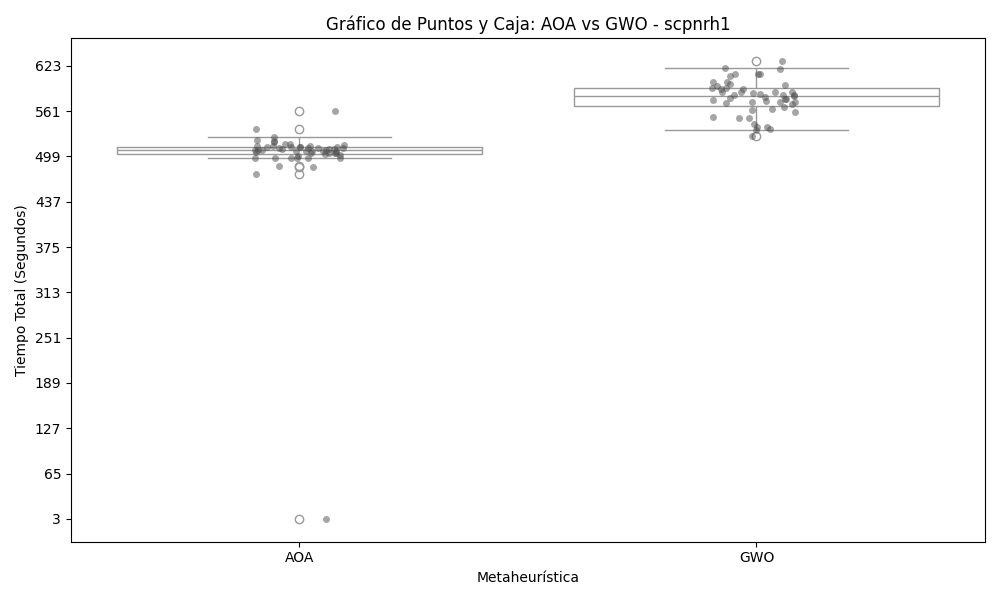 Gráfico de Puntos y Caja: AOA vs GWO - scpnrh1
Tiempo Total (Segundos)
623
561
499
437
375
313
251
189
127
65
3
AOA
GWO
Metaheurística